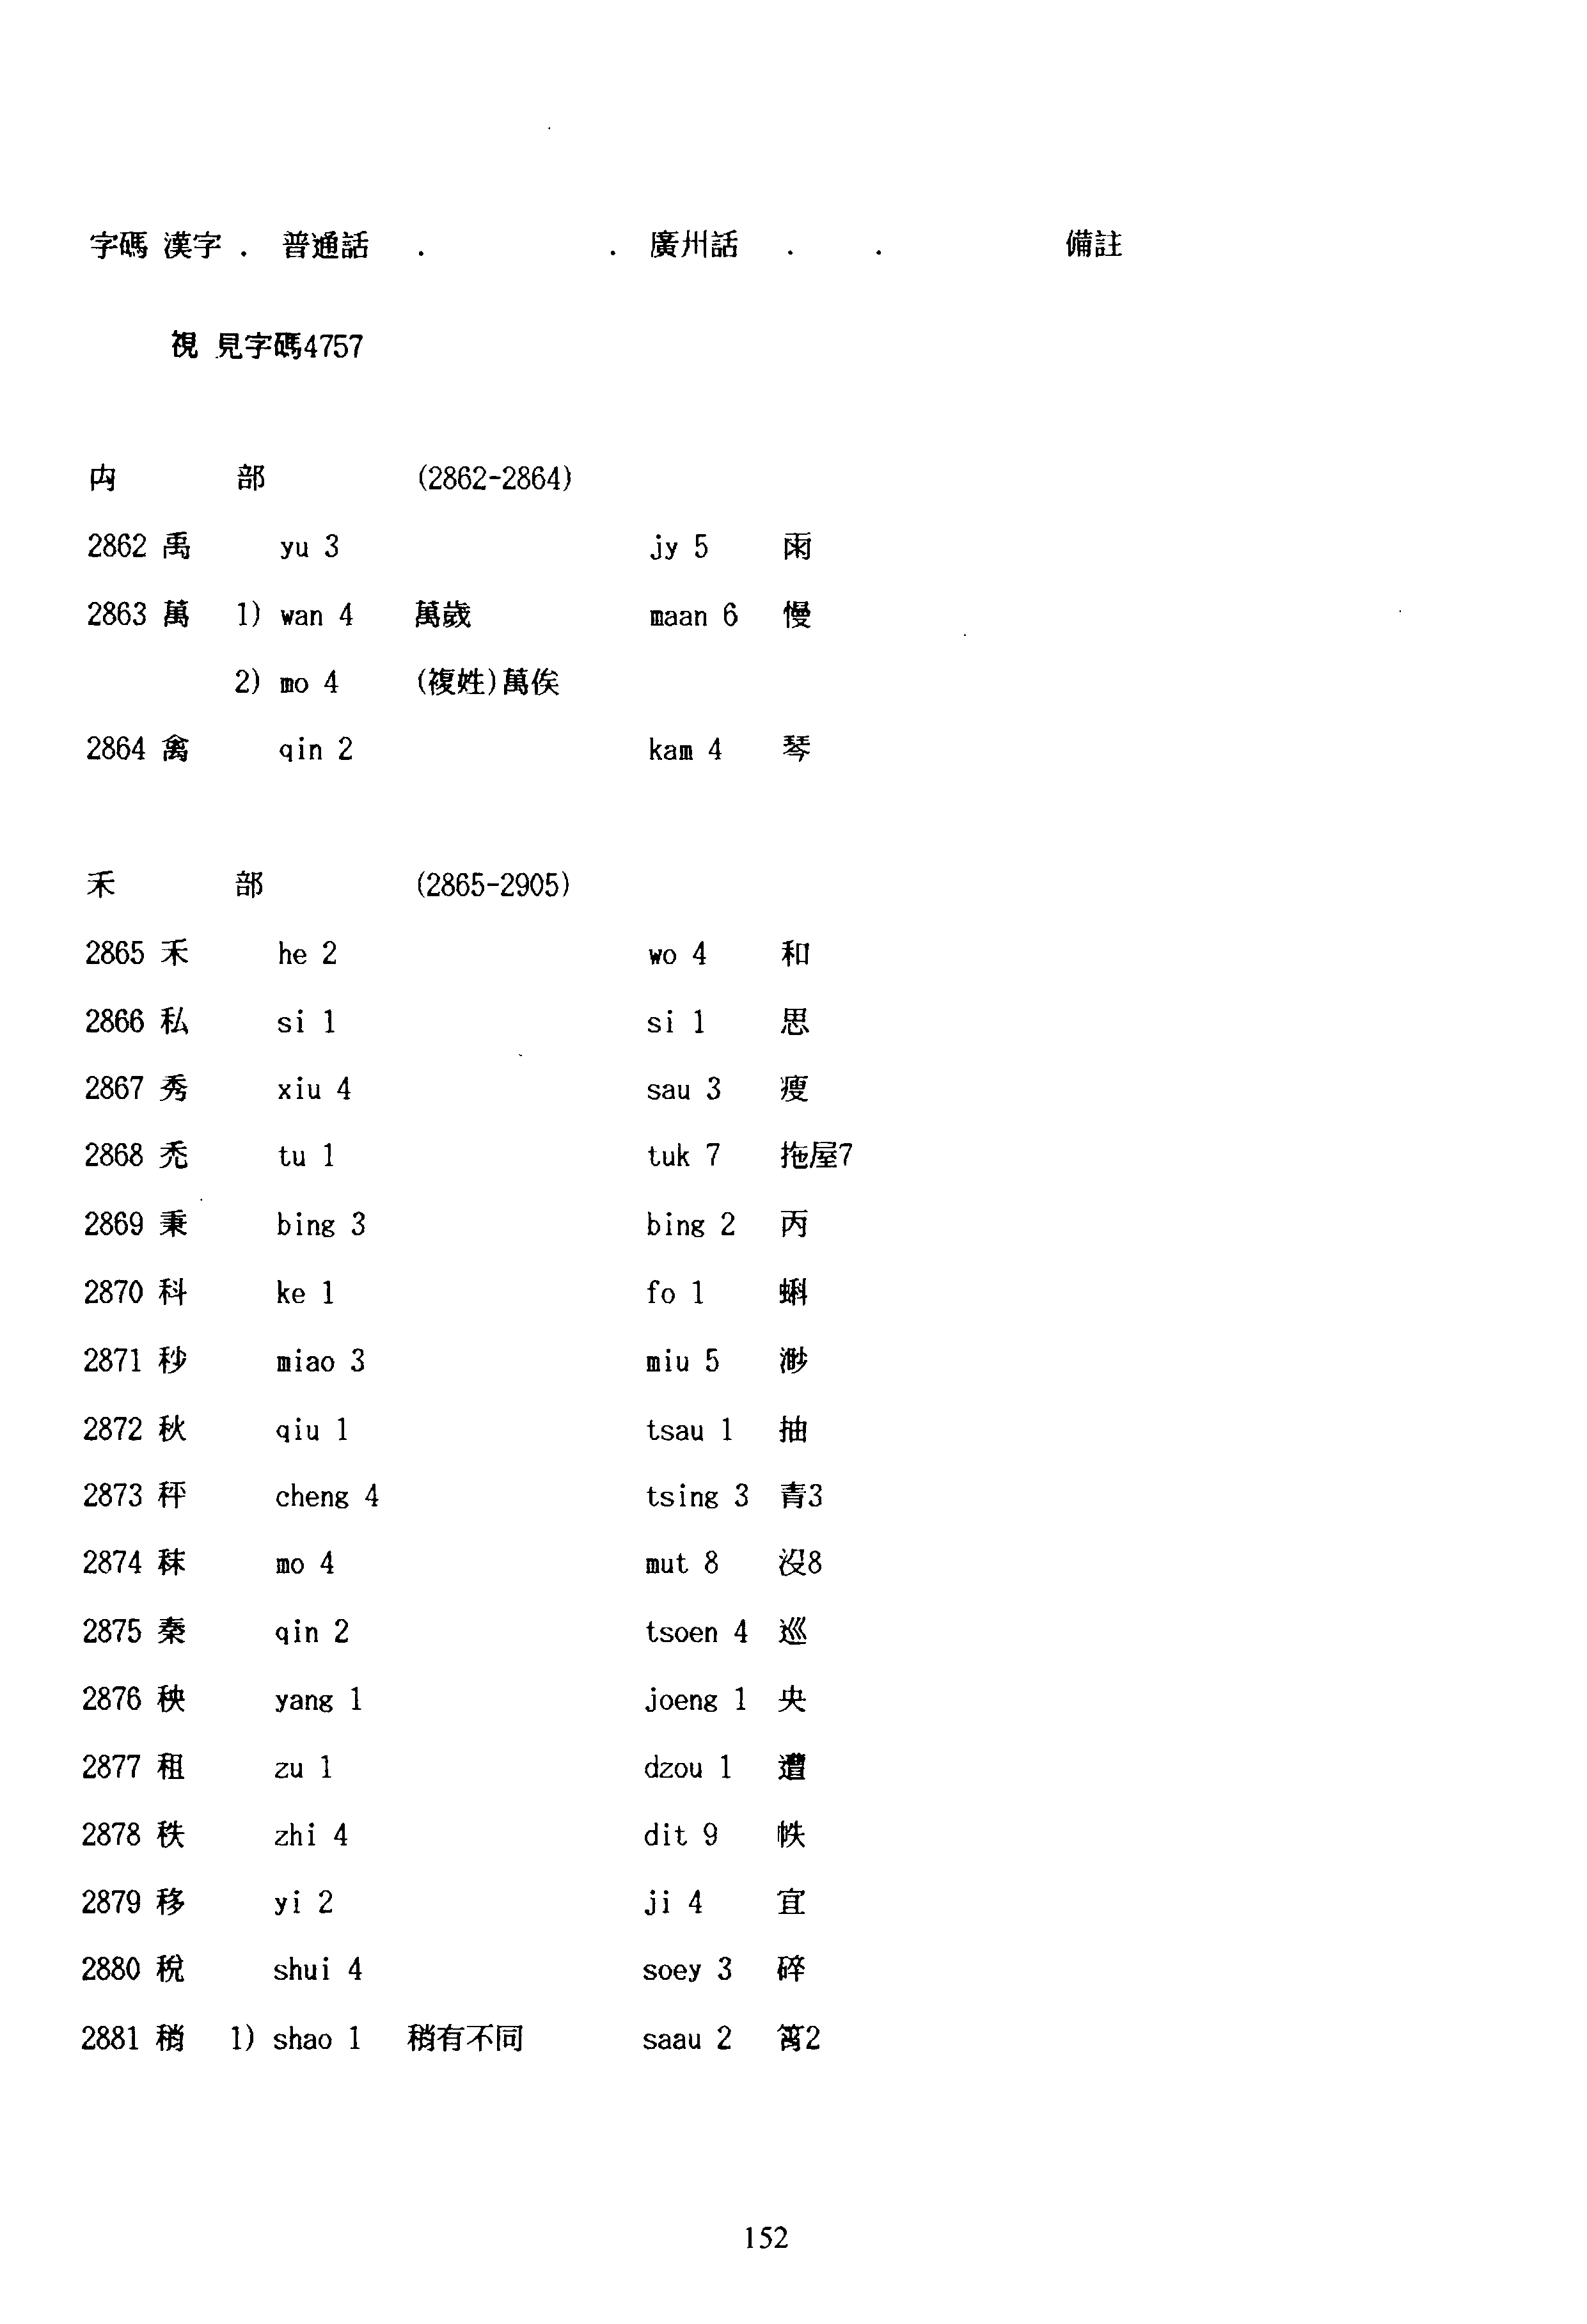 字碼 漢字 . 普通話 . . 廣州話 . . 備註
視 見字碼4757
禸 部 (2862-2864)
2862 禹 yu 3 jy 5 雨
2863 萬 1) wan 4 萬歲 maan 6 慢
2) mo 4 (複姓)萬俟
2864 禽 qin 2 kam 4 琴
禾 部 (2865-2905)
2865 禾 he 2 wo 4 和
2866 私 si 1 si 1 思
2867 秀 xiu 4 sau 3 瘦
2868 禿 tu 1 tuk 7 拖屋7
2869 秉 bing 3 bing 2 丙
2870 科 ke 1 fo 1 蝌
2871 秒 miao 3 miu 5 渺
2872 秋 qiu 1 tsau 1 抽
2873 秤 cheng 4 tsing 3 青3
2874 秣 mo 4 mut 8 沒8
2875 秦 qin 2 tsoen 4 巡
2876 秧 yang 1 joeng 1 央
2877 租 zu 1 dzou 1 遭
2878 秩 zhi 4 dit 9 帙
2879 移 yi 2 ji 4 宜
2880 稅 shui 4 soey 3 碎
2881 稍 1) shao 1 稍有不同 saau 2 筲2
152